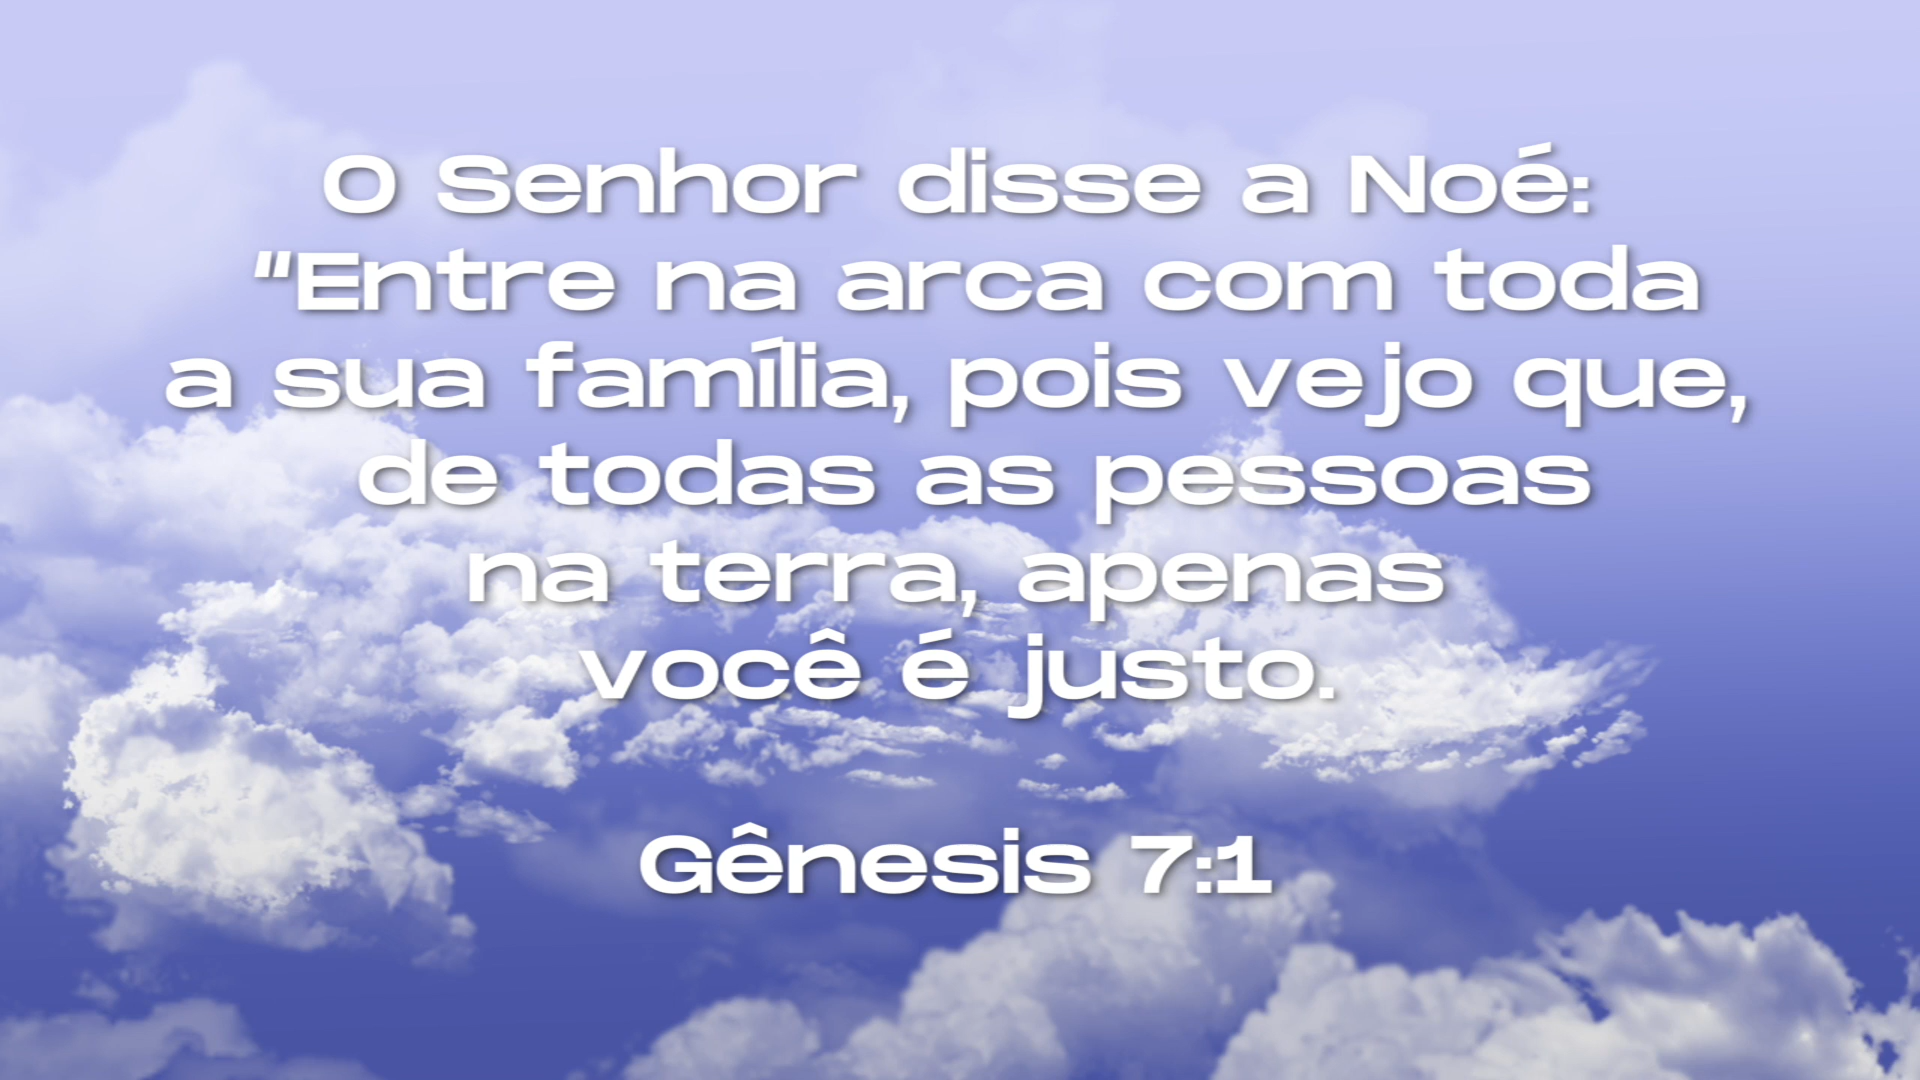 O Senhor disse a Noé:
"Entre na arca com toda
a sua família, pois vejo que,
de todas as pessoas
na terra, apenas
você é justo.
Gênesis 7:1